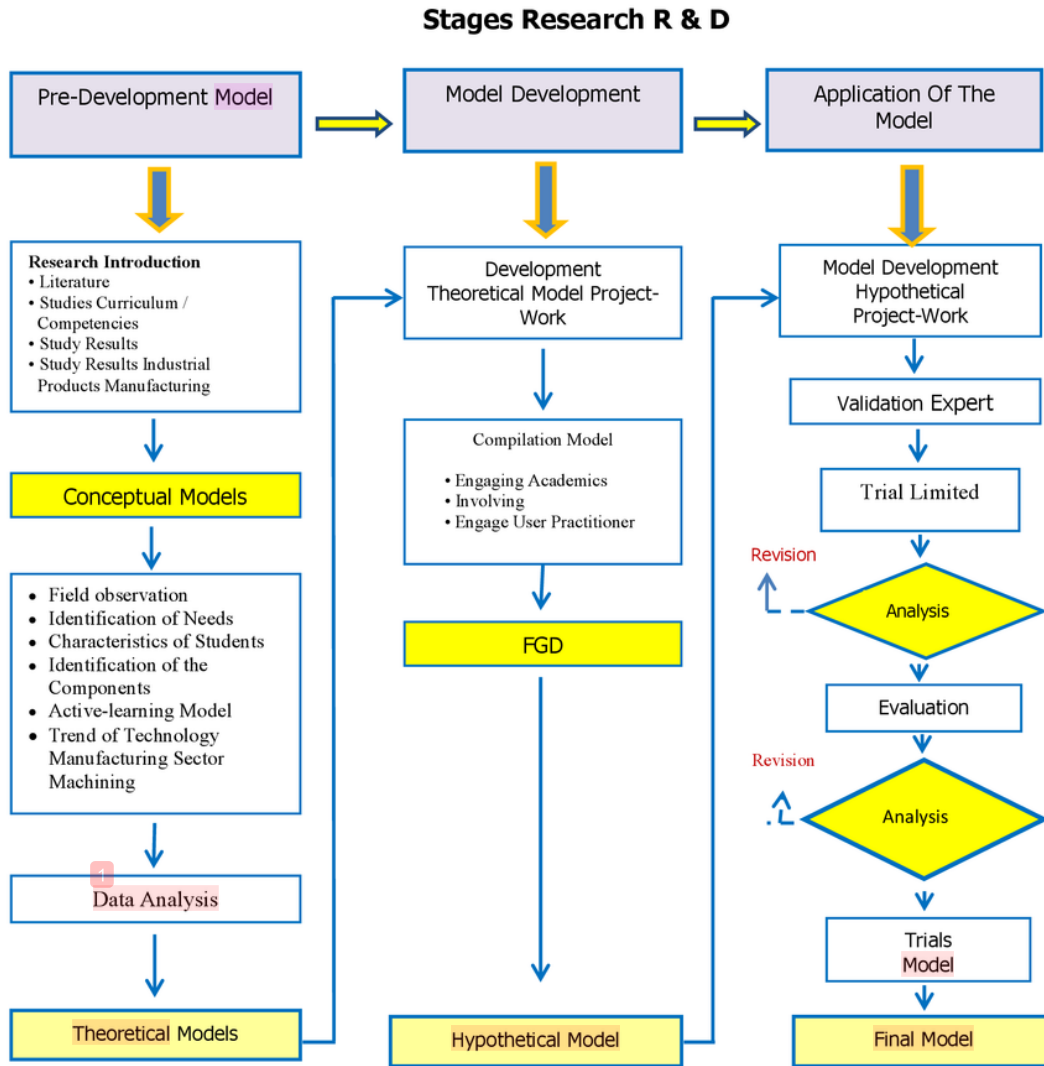 Stages Research R & D
Pre-Development Model
Model Development
Application Of The
Model
Research Introduction
• Literature
• Studies Curriculum /
Competencies
• Study Results
• Study Results Industrial
Products Manufacturing
Conceptual Models
• Field observation
• Identification of Needs
• Characteristics of Students
• Identification of the
Components
• Active-learning Model
• Trend of Technology
Manufacturing Sector
Machining
1
Data Analysis
Theoretical Models
Development
Theoretical Model Project-
Work
Compilation Model
• Engaging Academics
• Involving
• Engage User Practitioner
FGD
Hypothetical Model
Model Development
Hypothetical
Project-Work
Validation Expert
Trial Limited
Revision
Analysis
Evaluation
Revision
Analysis
Trials
Model
Final Model